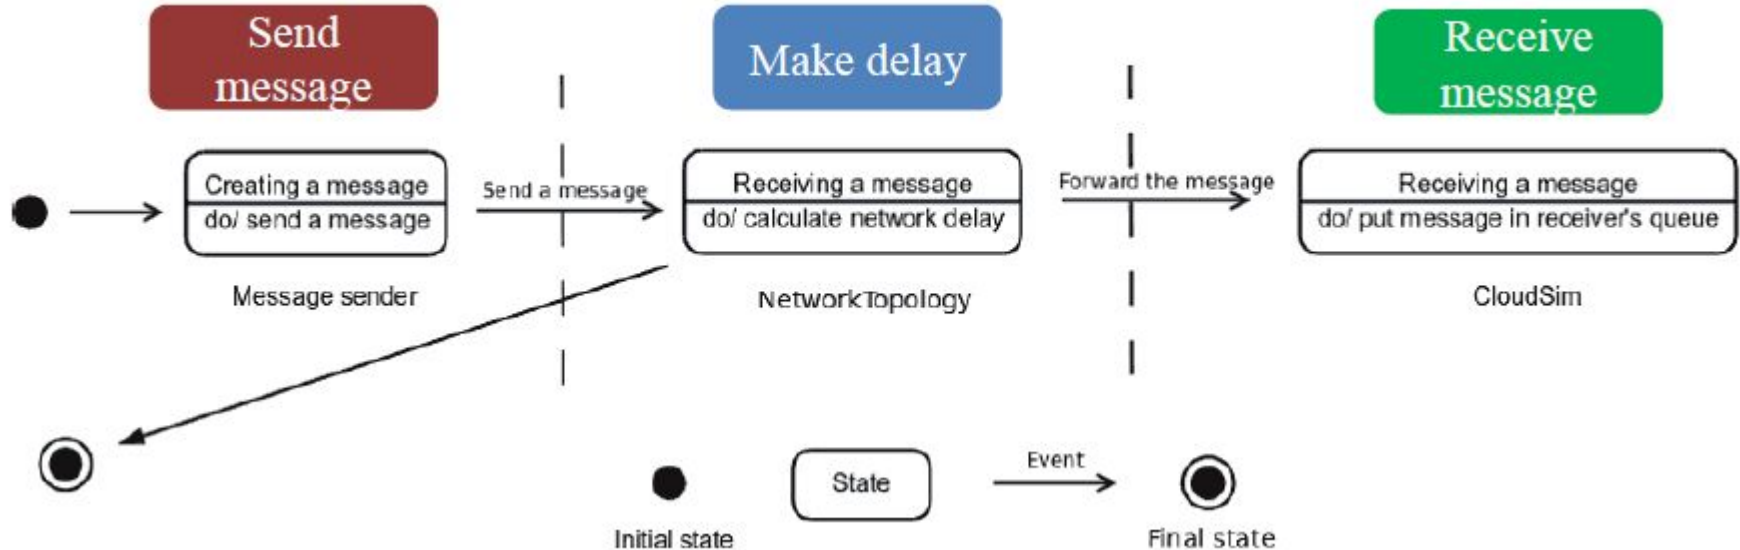 Send
message
Make delay
Receive
message
Creating a message
do/ send a message
Message sender
Send a message
Receiving a message
do/ calculate network delay
NetworkTopology
Forward the message
Receiving a message
do/ put message in receiver's queue
CloudSim
Initial state
State
Event
Final state